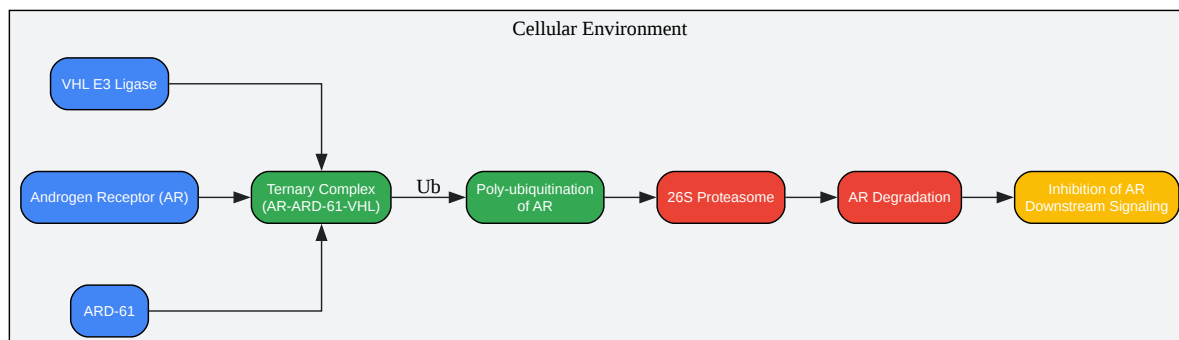 Cellular Environment
VHL E3 Ligase
Androgen Receptor (AR)
Ternary Complex
(AR-ARD-61-VHL)
Ub
Poly-ubiquitination
of AR
26S Proteasome
AR Degradation
Inhibition of AR
Downstream Signaling
ARD-61